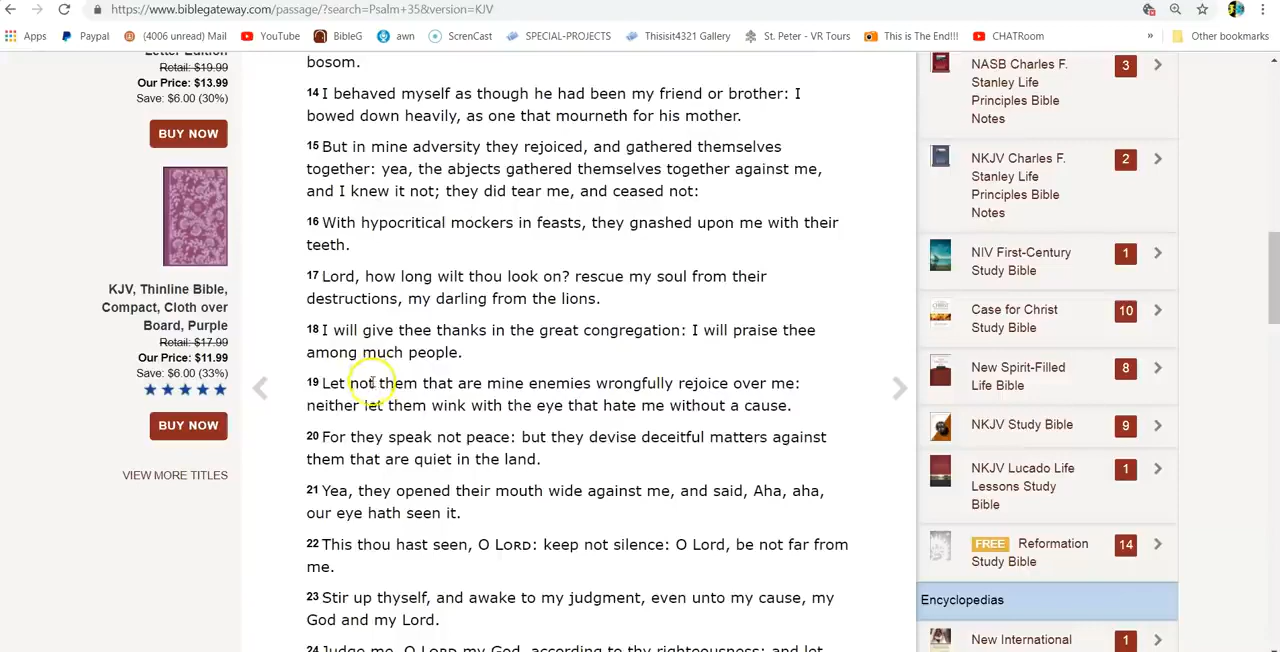 https://www.biblegateway.com/passage/?search=Psalm+35&version=KJV
Apps Paypal (4006 unread) Mail YouTube BibleG awn ScrenCast SPECIAL-PROJECTS Thisisit4321 Gallery St. Peter - VR Tours This is The End!!! CHATRoom » Other bookmarks
Letter Edition
Retail: $19.99
Our Price: $13.99
Save: $6.00 (30%)
BUY NOW
KJV, Thinline Bible,
Compact, Cloth over
Board, Purple
Retail: $17.99
Our Price: $11.99
Save: $6.00 (33%)
BUY NOW
VIEW MORE TITLES
bosom.
14 I behaved myself as though he had been my friend or brother: I
bowed down heavily, as one that mourneth for his mother.
15 But in mine adversity they rejoiced, and gathered themselves
together: yea, the abjects gathered themselves together against me,
and I knew it not; they did tear me, and ceased not:
16 With hypocritical mockers in feasts, they gnashed upon me with their
teeth.
17 Lord, how long wilt thou look on? rescue my soul from their
destructions, my darling from the lions.
18 I will give thee thanks in the great congregation: I will praise thee
among much people.
19 Let not them that are mine enemies wrongfully rejoice over me:
neither let them wink with the eye that hate me without a cause.
20 For they speak not peace: but they devise deceitful matters against
them that are quiet in the land.
21 Yea, they opened their mouth wide against me, and said, Aha, aha,
our eye hath seen it.
22 This thou hast seen, O LORD: keep not silence: O Lord, be not far from
me.
23 Stir up thyself, and awake to my judgment, even unto my cause, my
God and my Lord.
24 Judge me, O LORD my God, according to thy righteousness; and let
NASB Charles F.
Stanley Life
Principles Bible
Notes
3
NKJV Charles F.
Stanley Life
Principles Bible
Notes
2
NIV First-Century
Study Bible
1
Case for Christ
Study Bible
10
New Spirit-Filled
Life Bible
8
NKJV Study Bible
9
NKJV Lucado Life
Lessons Study
Bible
1
FREE Reformation
Study Bible
14
Encyclopedias
New International
1